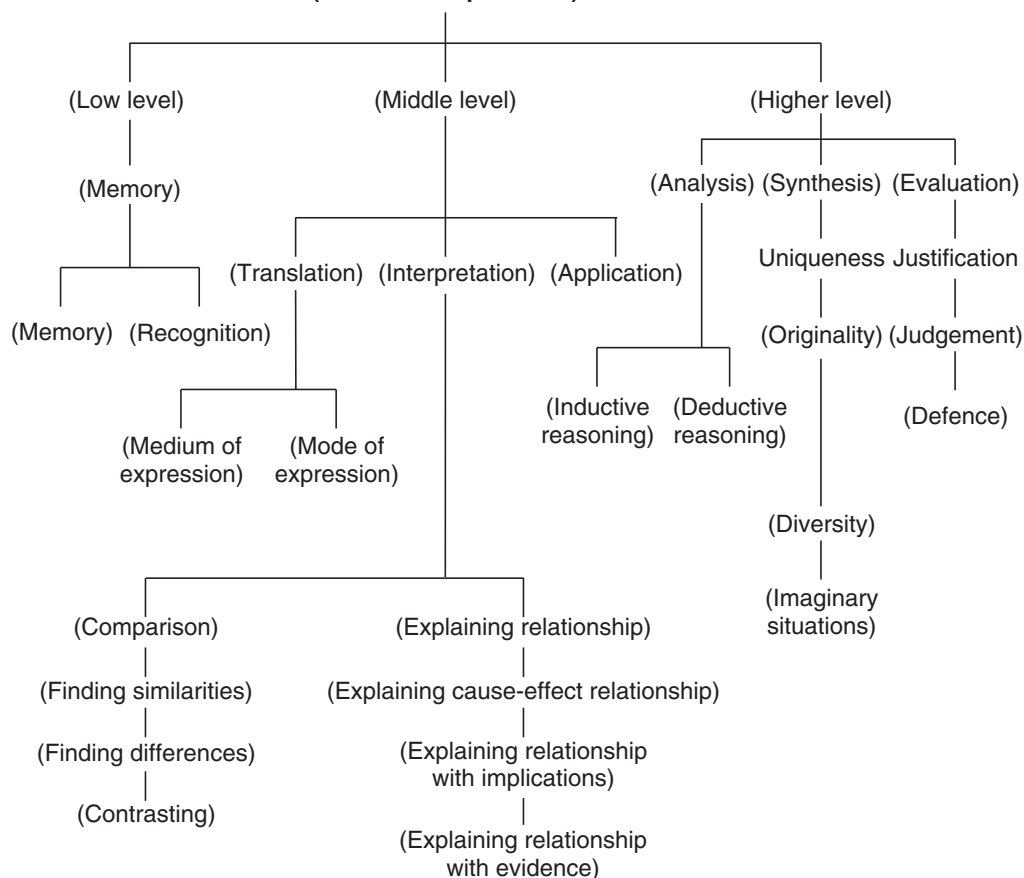 (Low level) (Middle level) (Higher level)
(Memory) (Analysis) (Synthesis) (Evaluation)
(Translation) (Interpretation) (Application) Uniqueness Justification
(Memory) (Recognition) (Originality) (Judgement)
(Inductive reasoning) (Deductive reasoning) (Defence)
(Medium of expression) (Mode of expression)
(Diversity)
(Imaginary situations)
(Comparison) (Explaining relationship)
(Finding similarities) (Explaining cause-effect relationship)
(Finding differences) (Explaining relationship with implications)
(Contrasting)
(Explaining relationship with evidence)